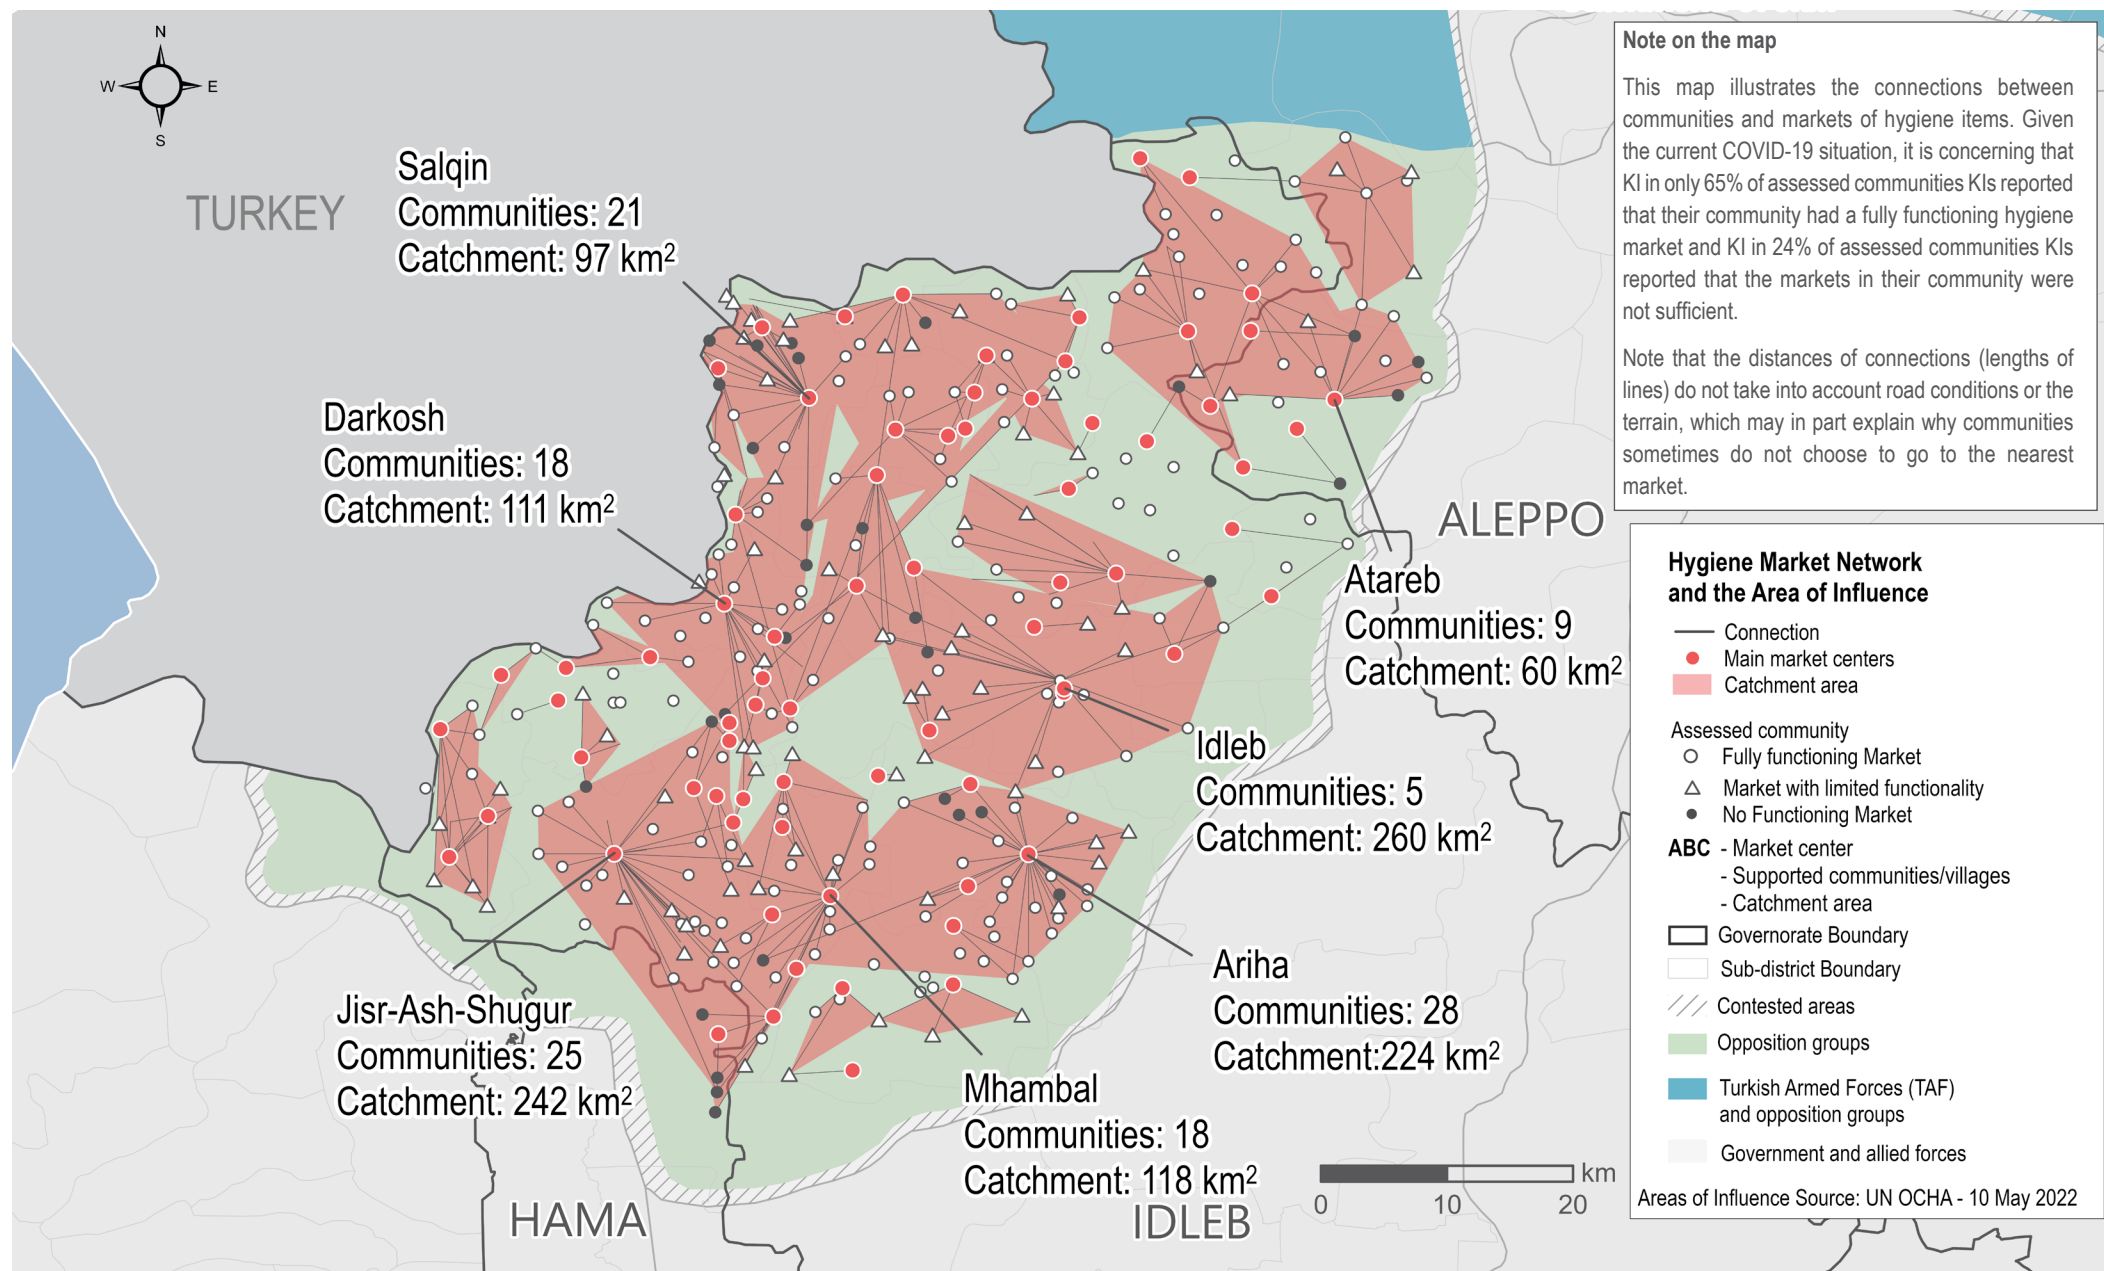 N
W
E
S
TURKEY
Salqin
Communities: 21
Catchment: 97 km²
Darkosh
Communities: 18
Catchment: 111 km²
Jisr-Ash-Shugur
Communities: 25
Catchment: 242 km²
Mhambal
Communities: 18
Catchment: 118 km²
Ariha
Communities: 28
Catchment:224 km²
Idleb
Communities: 5
Catchment: 260 km²
Atareb
Communities: 9
Catchment: 60 km²
ALEPPO
HAMA
IDLEB
km
0 10 20
Note on the map
This map illustrates the connections between
communities and markets of hygiene items. Given
the current COVID-19 situation, it is concerning that
KI in only 65% of assessed communities KIs reported
that their community had a fully functioning hygiene
market and KI in 24% of assessed communities KIs
reported that the markets in their community were
not sufficient.
Note that the distances of connections (lengths of
lines) do not take into account road conditions or the
terrain, which may in part explain why communities
sometimes do not choose to go to the nearest
market.
Hygiene Market Network
and the Area of Influence
Connection
Main market centers
Catchment area
Assessed community
Fully functioning Market
Market with limited functionality
No Functioning Market
ABC - Market center
- Supported communities/villages
- Catchment area
Governorate Boundary
Sub-district Boundary
Contested areas
Opposition groups
Turkish Armed Forces (TAF)
and opposition groups
Government and allied forces
Areas of Influence Source: UN OCHA - 10 May 2022